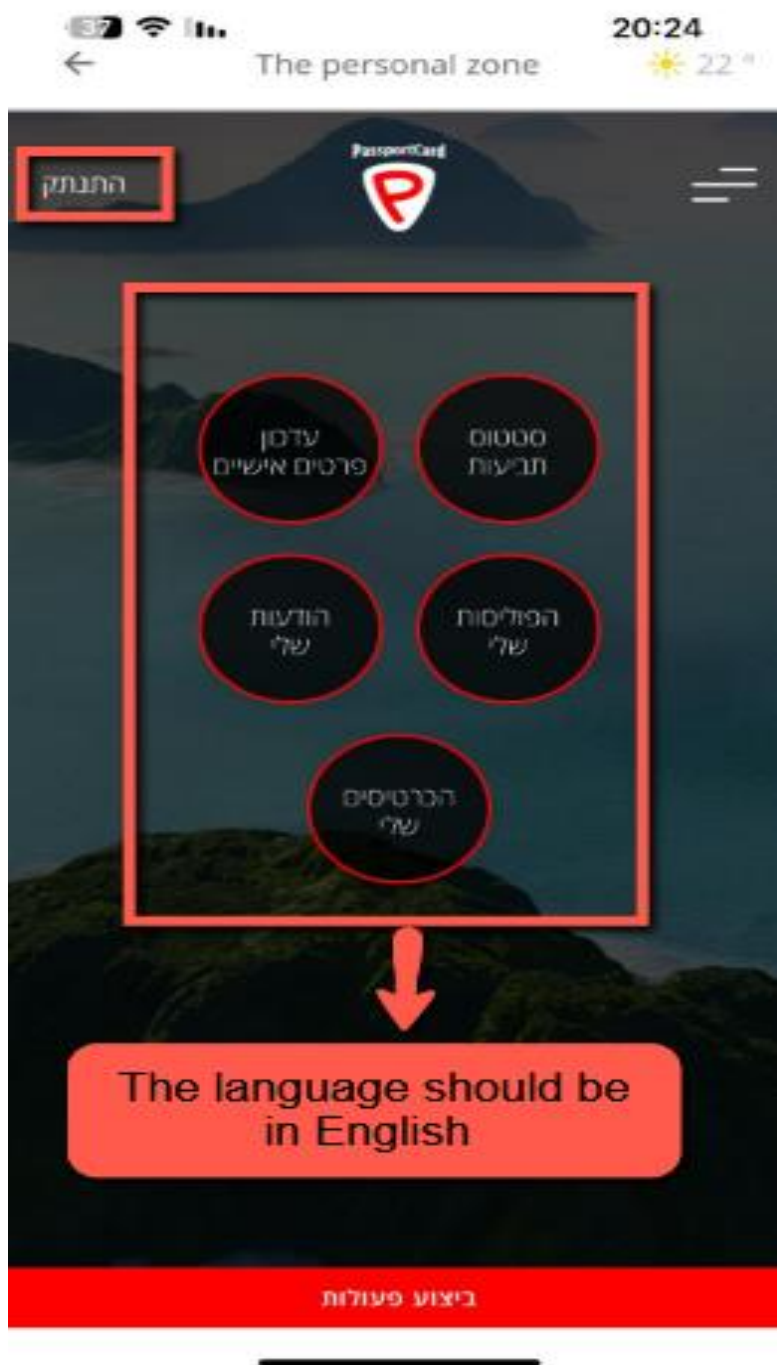 37
20:24
The personal zone
22°
התנתק
PassportCard
P
סטטוס
תביעות
עדכון
פרטים אישיים
הפוליסות
שלי
הודעות
שלי
הכרטיסים
שלי
The language should be
in English
ביצוע פעולות